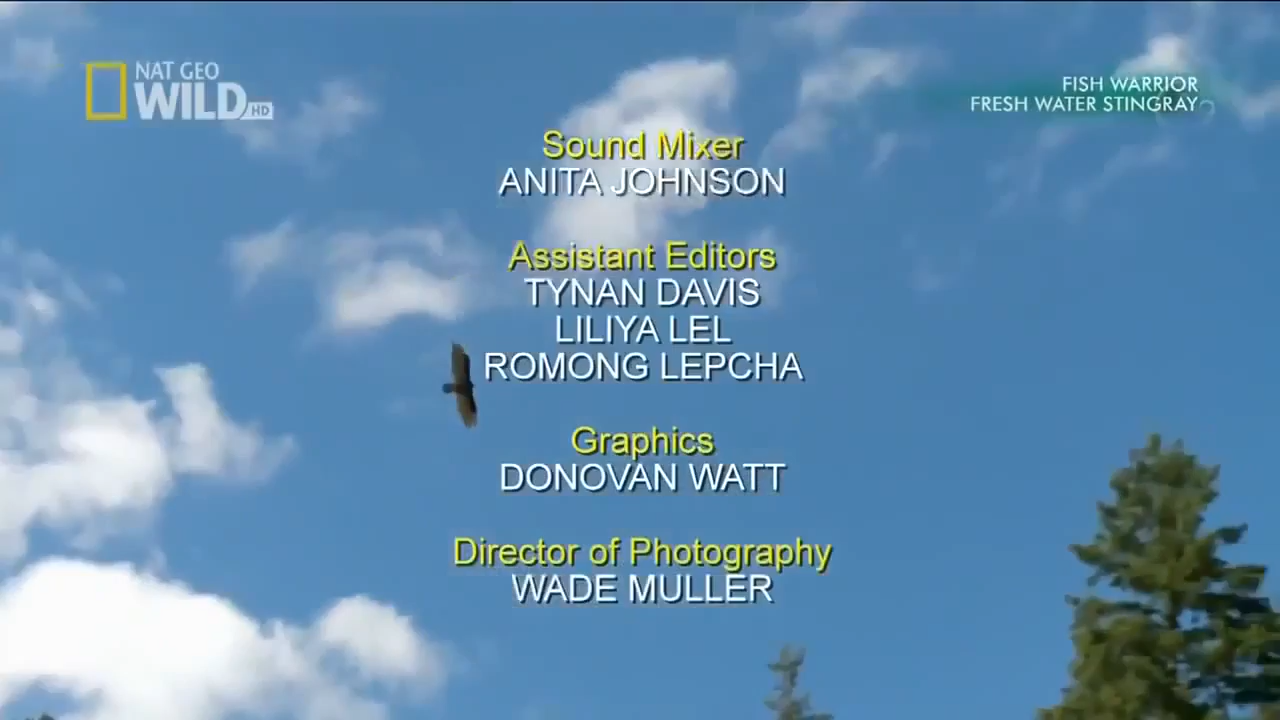 NAT GEO
WILD HD
FISH WARRIOR
FRESH WATER STINGRAY
Sound Mixer
ANITA JOHNSON
Assistant Editors
TYNAN DAVIS
LILIYA LEL
ROMONG LEPCHA
Graphics
DONOVAN WATT
Director of Photography
WADE MULLER